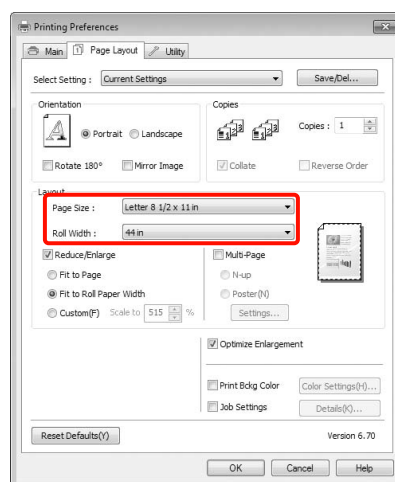 Printing Preferences
Main Page Layout Utility
Select Setting : Current Settings Save/Del...
Orientation Copies
Portrait Landscape Copies : 1
Rotate 180° Mirror Image Collate Reverse Order
Layout
Page Size : Letter 8 1/2 x 11 in
Roll Width : 44 in
Reduce/Enlarge Multi-Page
Fit to Page N-up
Fit to Roll Paper Width Poster(N)
Custom(F) Scale to 515 % Settings...
Optimize Enlargement
Print Bckg Color Color Settings(H)...
Job Settings Details(K)...
Reset Defaults(Y) Version 6.70
OK Cancel Help